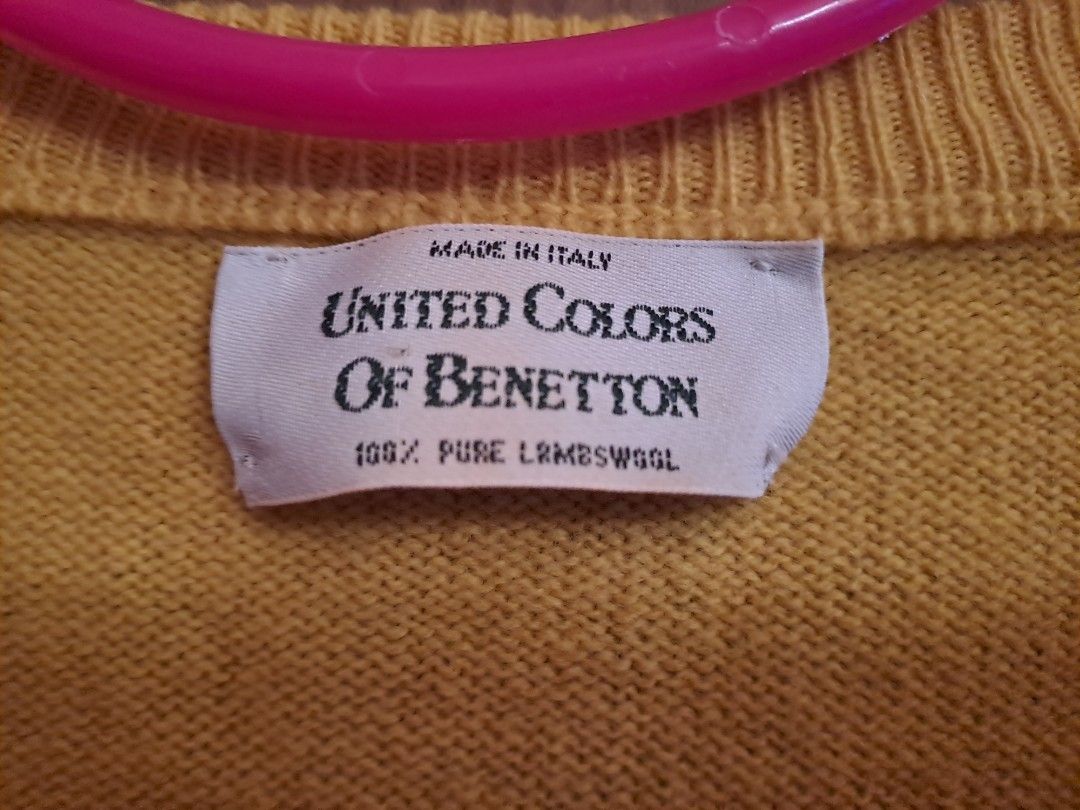 MADE IN ITALY
UNITED COLORS
OF BENETTON
100% PURE LAMBSWOOL